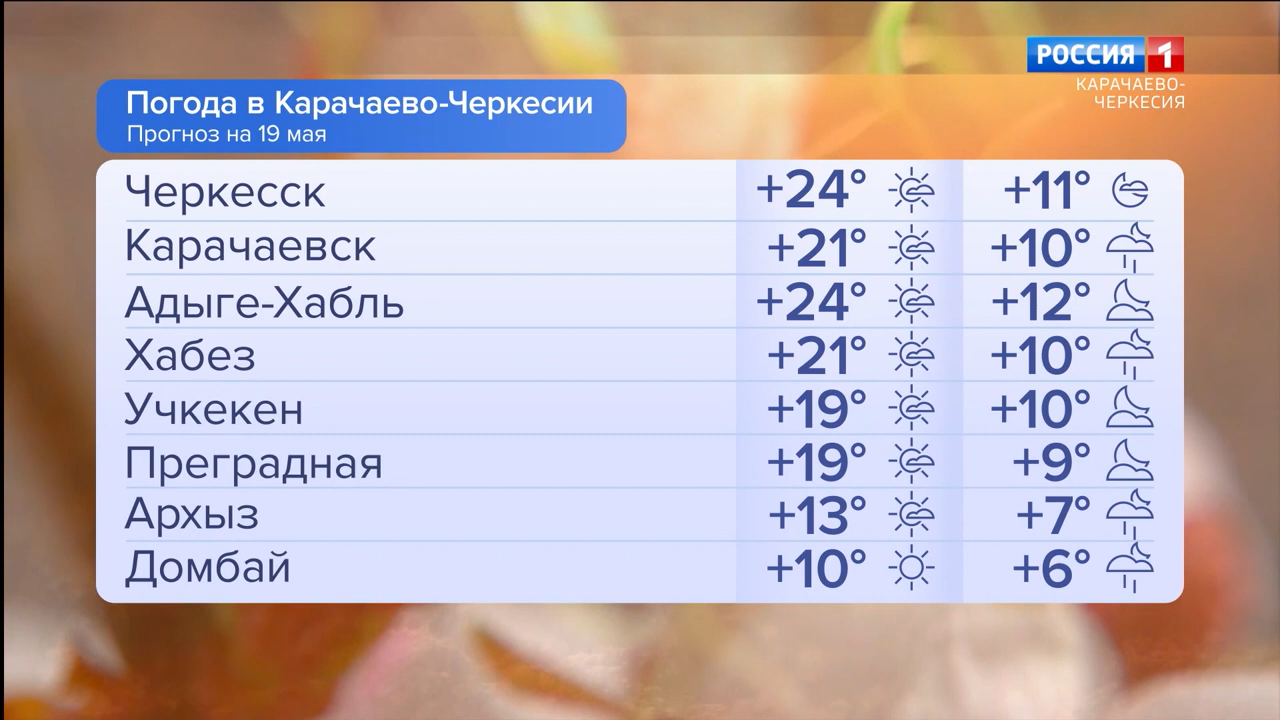 РОССИЯ 1
КАРАЧАЕВО-
ЧЕРКЕСИЯ
Погода в Карачаево-Черкесии
Прогноз на 19 мая
Черкесск +24° +11°
Карачаевск +21° +10°
Адыге-Хабль +24° +12°
Хабез +21° +10°
Учкекен +19° +10°
Преградная +19° +9°
Архыз +13° +7°
Домбай +10° +6°